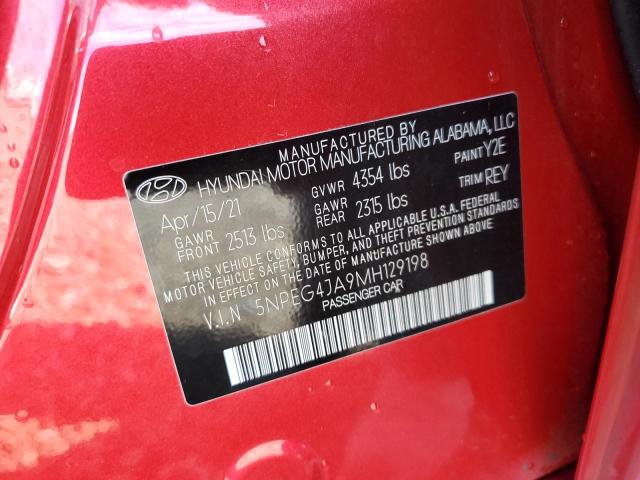 MANUFACTURED BY
HYUNDAI MOTOR MANUFACTURING ALABAMA, LLC
Apr/15/21 GVWR 4354 lbs PAINT Y2E
GAWR FRONT 2513 lbs GAWR REAR 2315 lbs TRIM REY
THIS VEHICLE CONFORMS TO ALL APPLICABLE U.S.A. FEDERAL
MOTOR VEHICLE SAFETY, BUMPER, AND THEFT PREVENTION STANDARDS
IN EFFECT ON THE DATE OF MANUFACTURE SHOWN ABOVE.
V.I.N 5NPEG4JA9MH129198
PASSENGER CAR